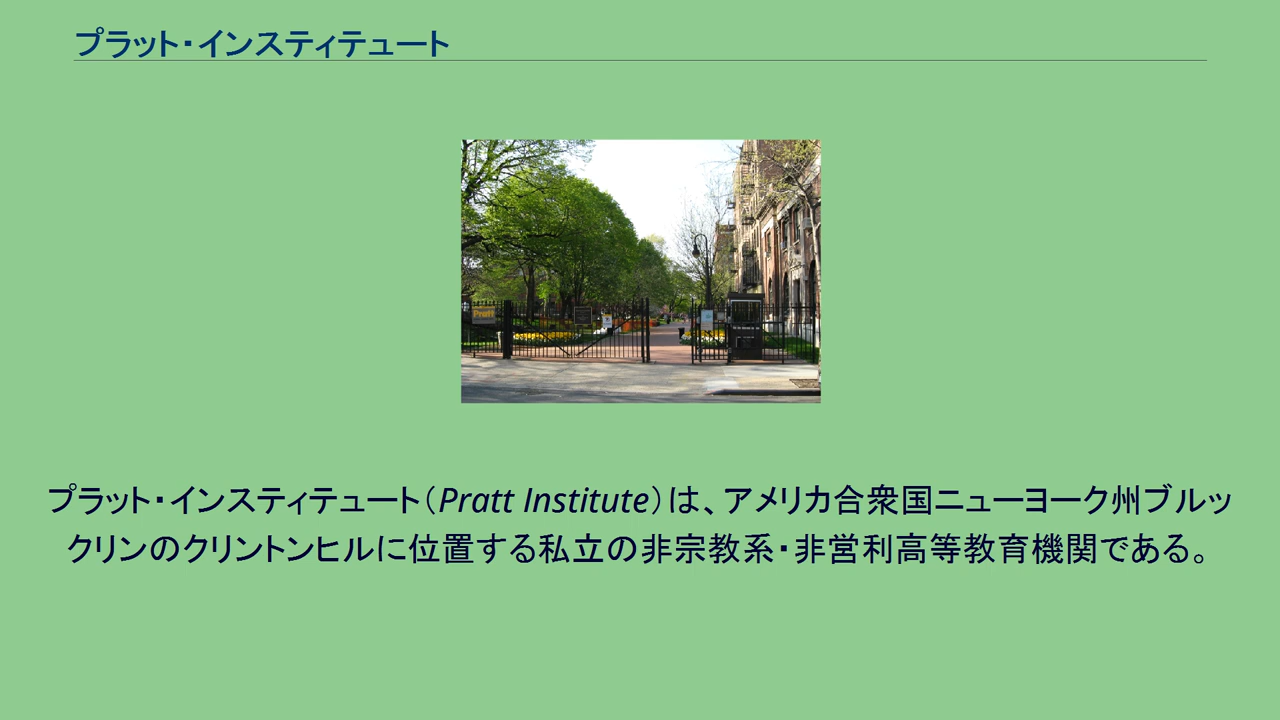 プラット・インスティテュート
Pratt
プラット・インスティテュート（Pratt Institute）は、アメリカ合衆国ニューヨーク州ブルッ
クリンのクリントンヒルに位置する私立の非宗教系・非営利高等教育機関である。